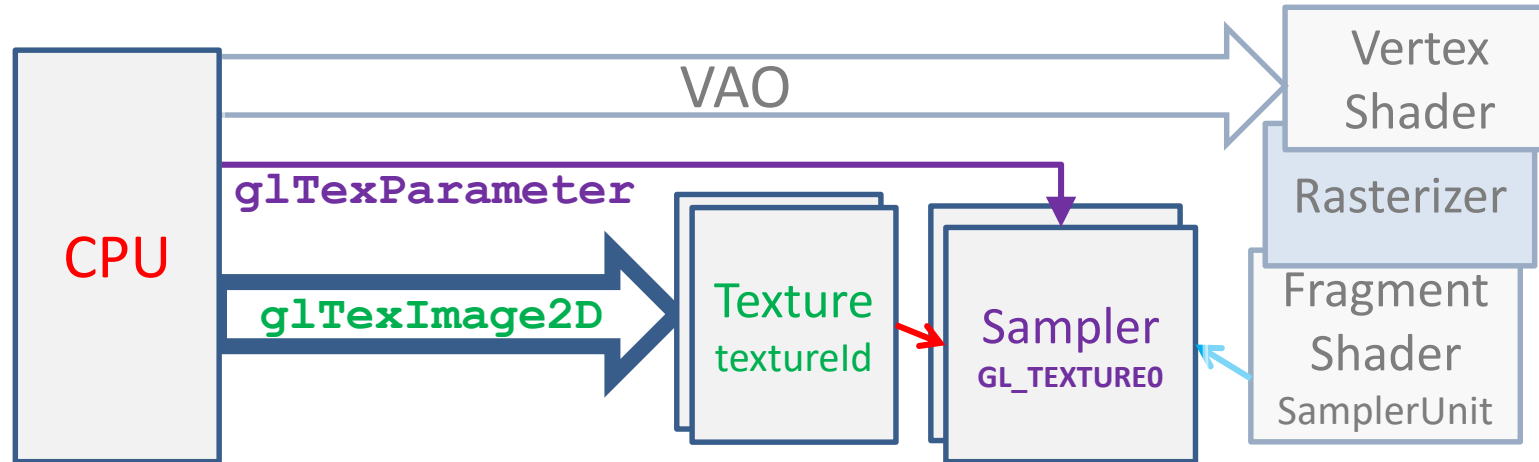 VAO
Vertex
Shader
glTexParameter
Rasterizer
CPU
glTexImage2D
Texture
textureId
Sampler
GL_TEXTURE0
Fragment
Shader
SamplerUnit